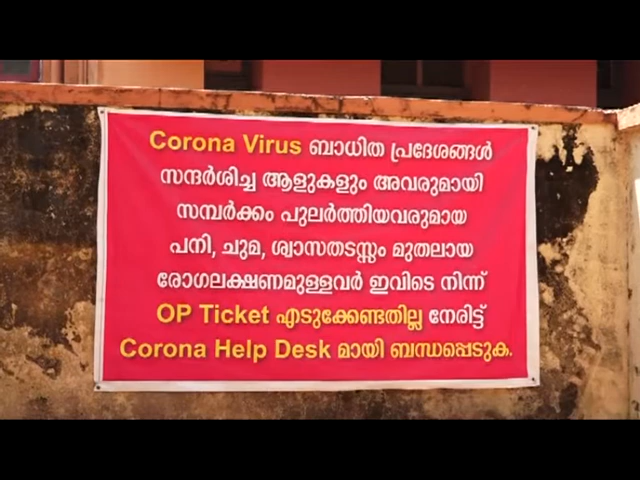 Corona Virus ബാധിത പ്രദേശങ്ങൾ
സന്ദർശിച്ച ആളുകളും അവരുമായി
സമ്പർക്കം പുലർത്തിയവരുമായ
പനി, ചുമ, ശ്വാസതടസ്സം മുതലായ
രോഗലക്ഷണമുള്ളവർ ഇവിടെ നിന്ന്
OP Ticket എടുക്കേണ്ടതില്ല നേരിട്ട്
Corona Help Desk മായി ബന്ധപ്പെടുക.